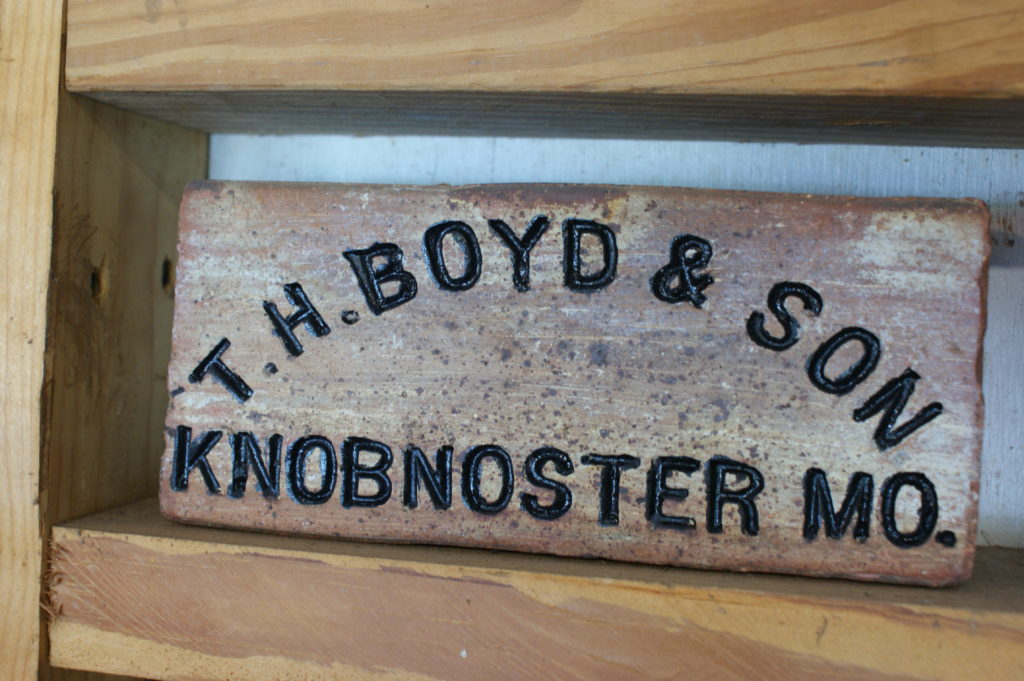 T.H.BOYD & SON
KNOBNOSTER MO.